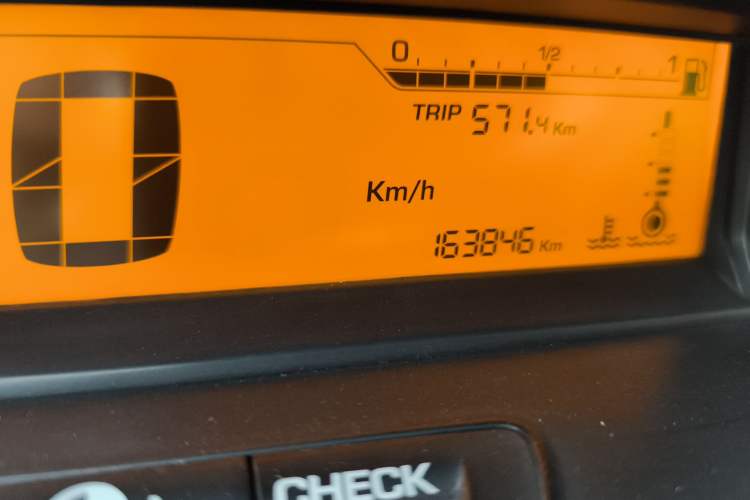 0 1/2 1
TRIP 571.4 Km
Km/h
163846 Km
CHECK